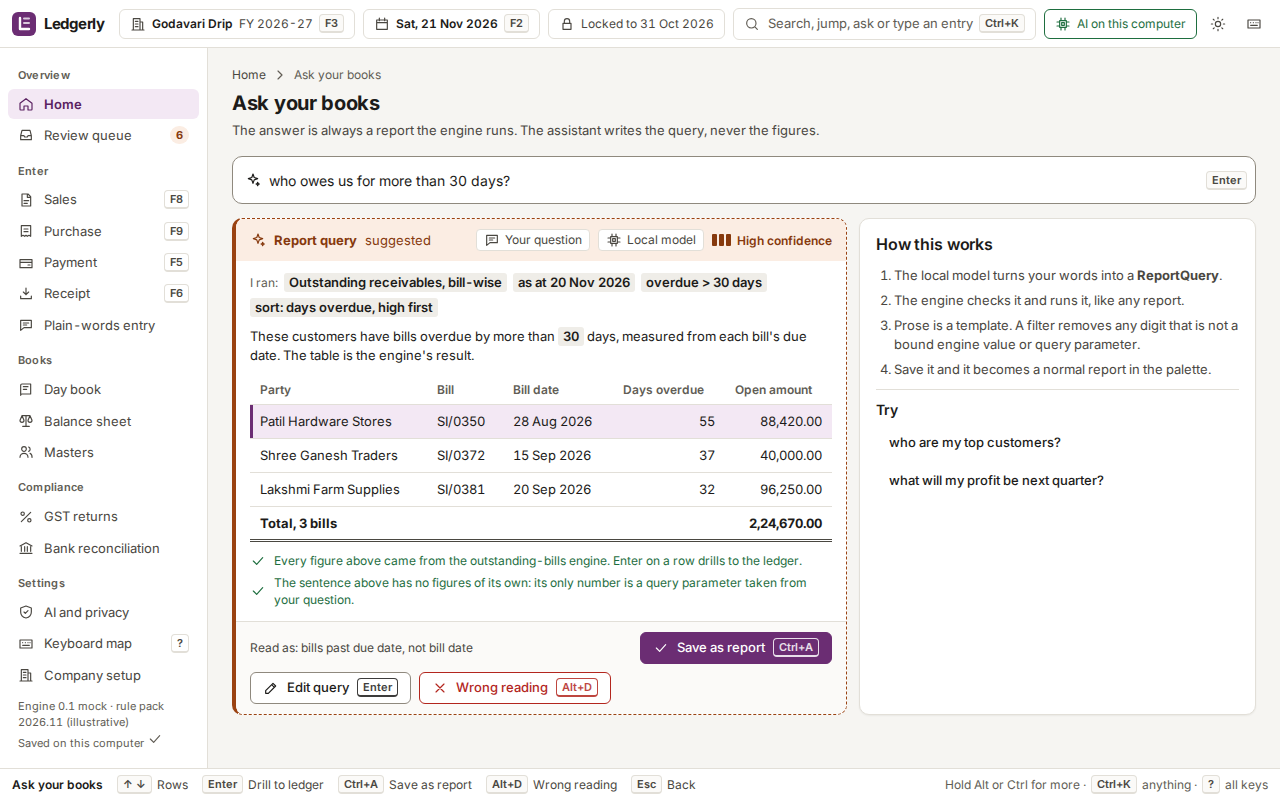 Ledgerly
Godavari Drip FY 2026-27 F3
Sat, 21 Nov 2026 F2
Locked to 31 Oct 2026
Search, jump, ask or type an entry Ctrl+K
AI on this computer
Overview
Home
Review queue 6
Enter
Sales F8
Purchase F9
Payment F5
Receipt F6
Plain-words entry
Books
Day book
Balance sheet
Masters
Compliance
GST returns
Bank reconciliation
Settings
AI and privacy
Keyboard map ?
Company setup
Engine 0.1 mock · rule pack
2026.11 (illustrative)
Saved on this computer
Home Ask your books
Ask your books
The answer is always a report the engine runs. The assistant writes the query, never the figures.
who owes us for more than 30 days? Enter
Report query suggested Your question Local model High confidence
I ran: Outstanding receivables, bill-wise as at 20 Nov 2026 overdue > 30 days
sort: days overdue, high first
These customers have bills overdue by more than 30 days, measured from each bill's due
date. The table is the engine's result.
Party Bill Bill date Days overdue Open amount
Patil Hardware Stores SI/0350 28 Aug 2026 55 88,420.00
Shree Ganesh Traders SI/0372 15 Sep 2026 37 40,000.00
Lakshmi Farm Supplies SI/0381 20 Sep 2026 32 96,250.00
Total, 3 bills 2,24,670.00
Every figure above came from the outstanding-bills engine. Enter on a row drills to the ledger.
The sentence above has no figures of its own: its only number is a query parameter taken from
your question.
Read as: bills past due date, not bill date
Save as report Ctrl+A
Edit query Enter
Wrong reading Alt+D
How this works
1. The local model turns your words into a ReportQuery.
2. The engine checks it and runs it, like any report.
3. Prose is a template. A filter removes any digit that is not a
bound engine value or query parameter.
4. Save it and it becomes a normal report in the palette.
Try
who are my top customers?
what will my profit be next quarter?
Ask your books ↑ ↓ Rows Enter Drill to ledger Ctrl+A Save as report Alt+D Wrong reading Esc Back
Hold Alt or Ctrl for more · Ctrl+K anything · ? all keys